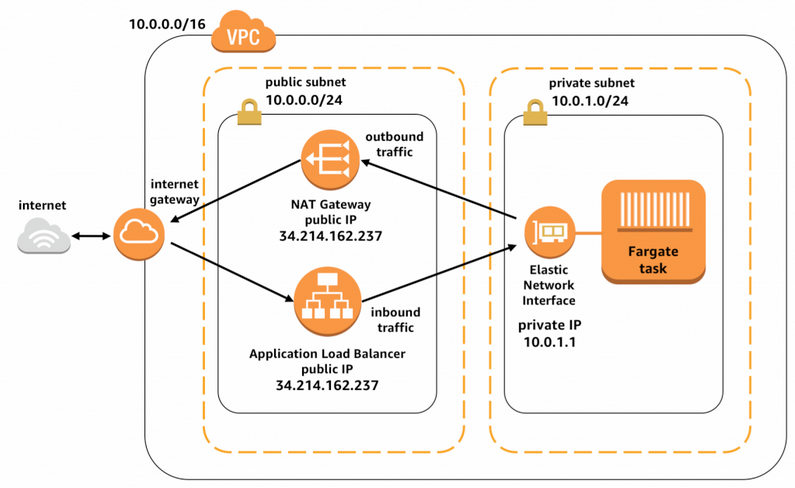 10.0.0.0/16
VPC
public subnet
10.0.0.0/24
private subnet
10.0.1.0/24
outbound
traffic
internet
gateway
internet
NAT Gateway
public IP
34.214.162.237
Fargate
task
Elastic
Network
Interface
private IP
10.0.1.1
inbound
traffic
Application Load Balancer
public IP
34.214.162.237